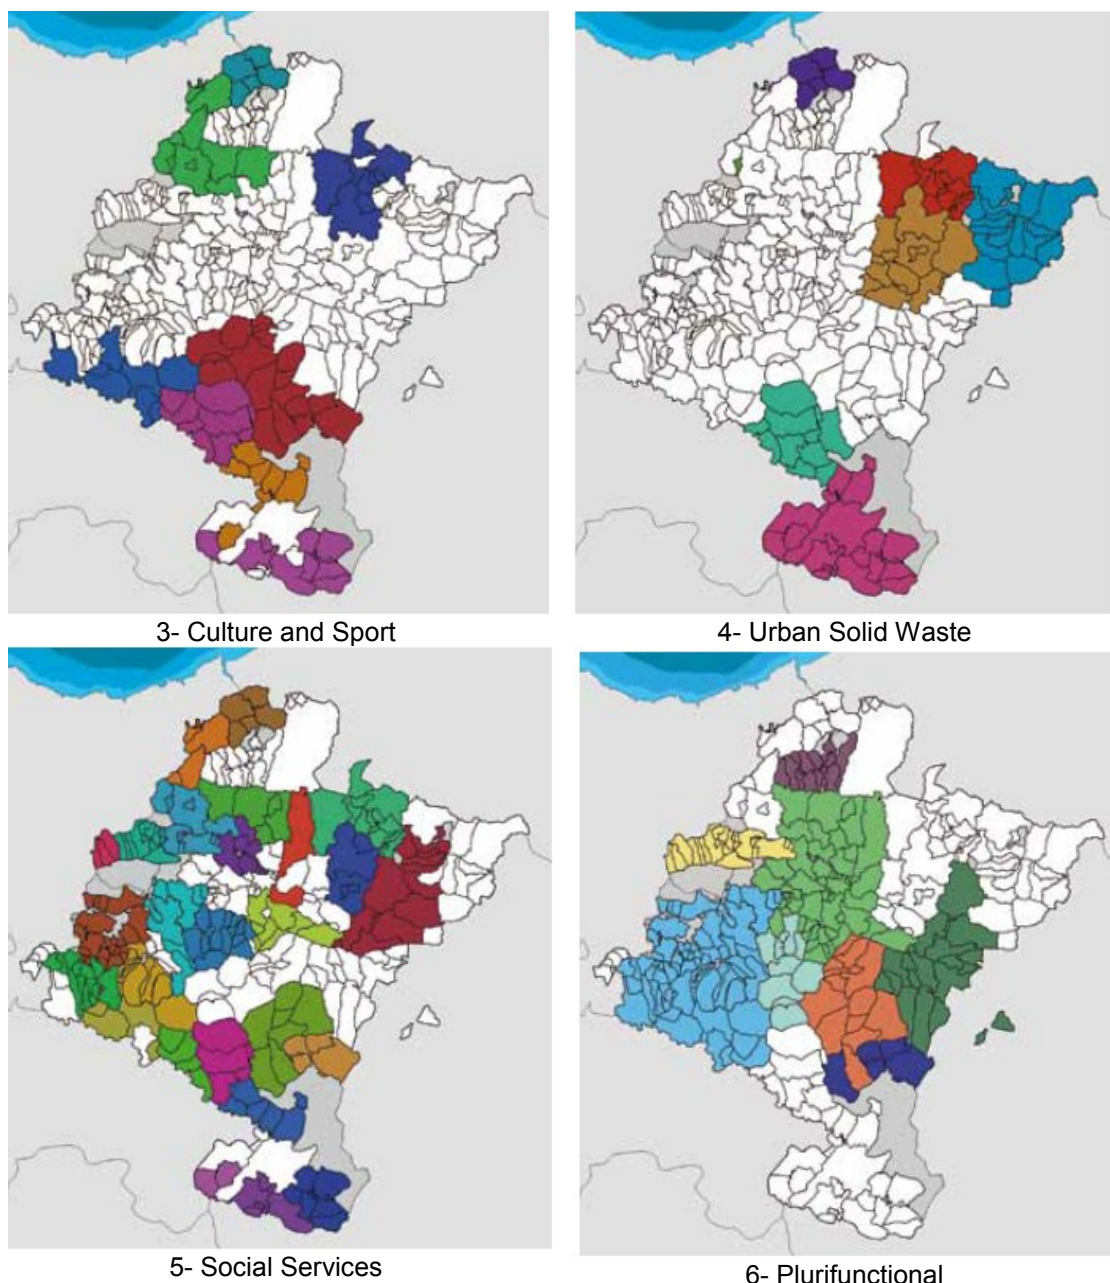 3- Culture and Sport
4- Urban Solid Waste
5- Social Services
6- Plurifunctional